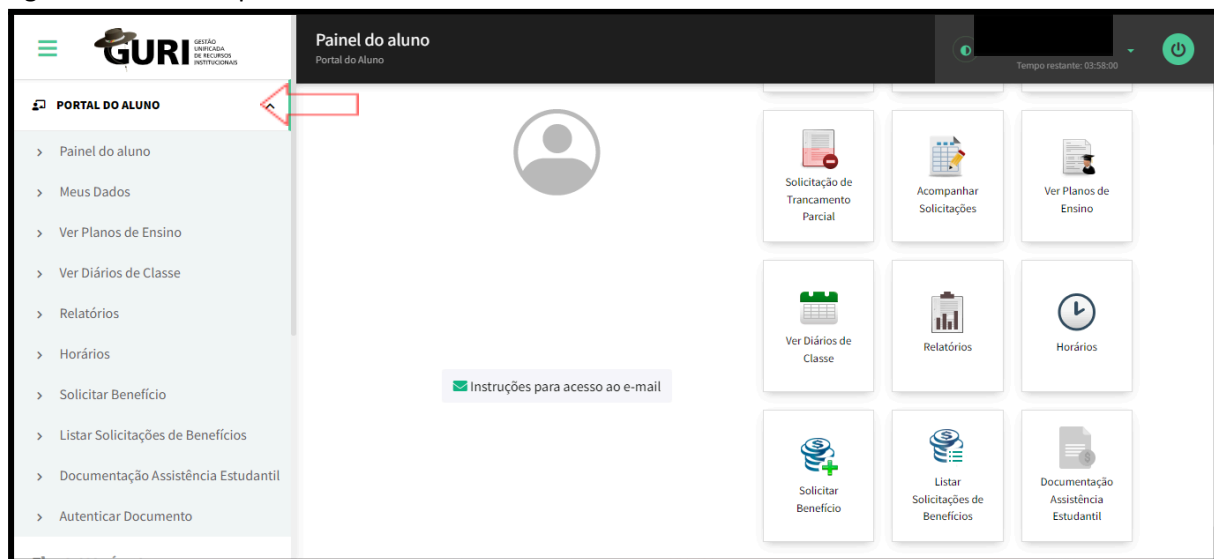 GURI
GESTÃO
UNIFICADA
DE RECURSOS
INSTITUCIONAIS
Painel do aluno
Portal do Aluno
Tempo restante: 03:58:00
PORTAL DO ALUNO
Painel do aluno
Meus Dados
Ver Planos de Ensino
Ver Diários de Classe
Relatórios
Horários
Solicitar Benefício
Listar Solicitações de Benefícios
Documentação Assistência Estudantil
Autenticar Documento
Instruções para acesso ao e-mail
Solicitação de
Trancamento
Parcial
Acompanhar
Solicitações
Ver Planos de
Ensino
Ver Diários de
Classe
Relatórios
Horários
Solicitar
Benefício
Listar
Solicitações de
Benefícios
Documentação
Assistência
Estudantil